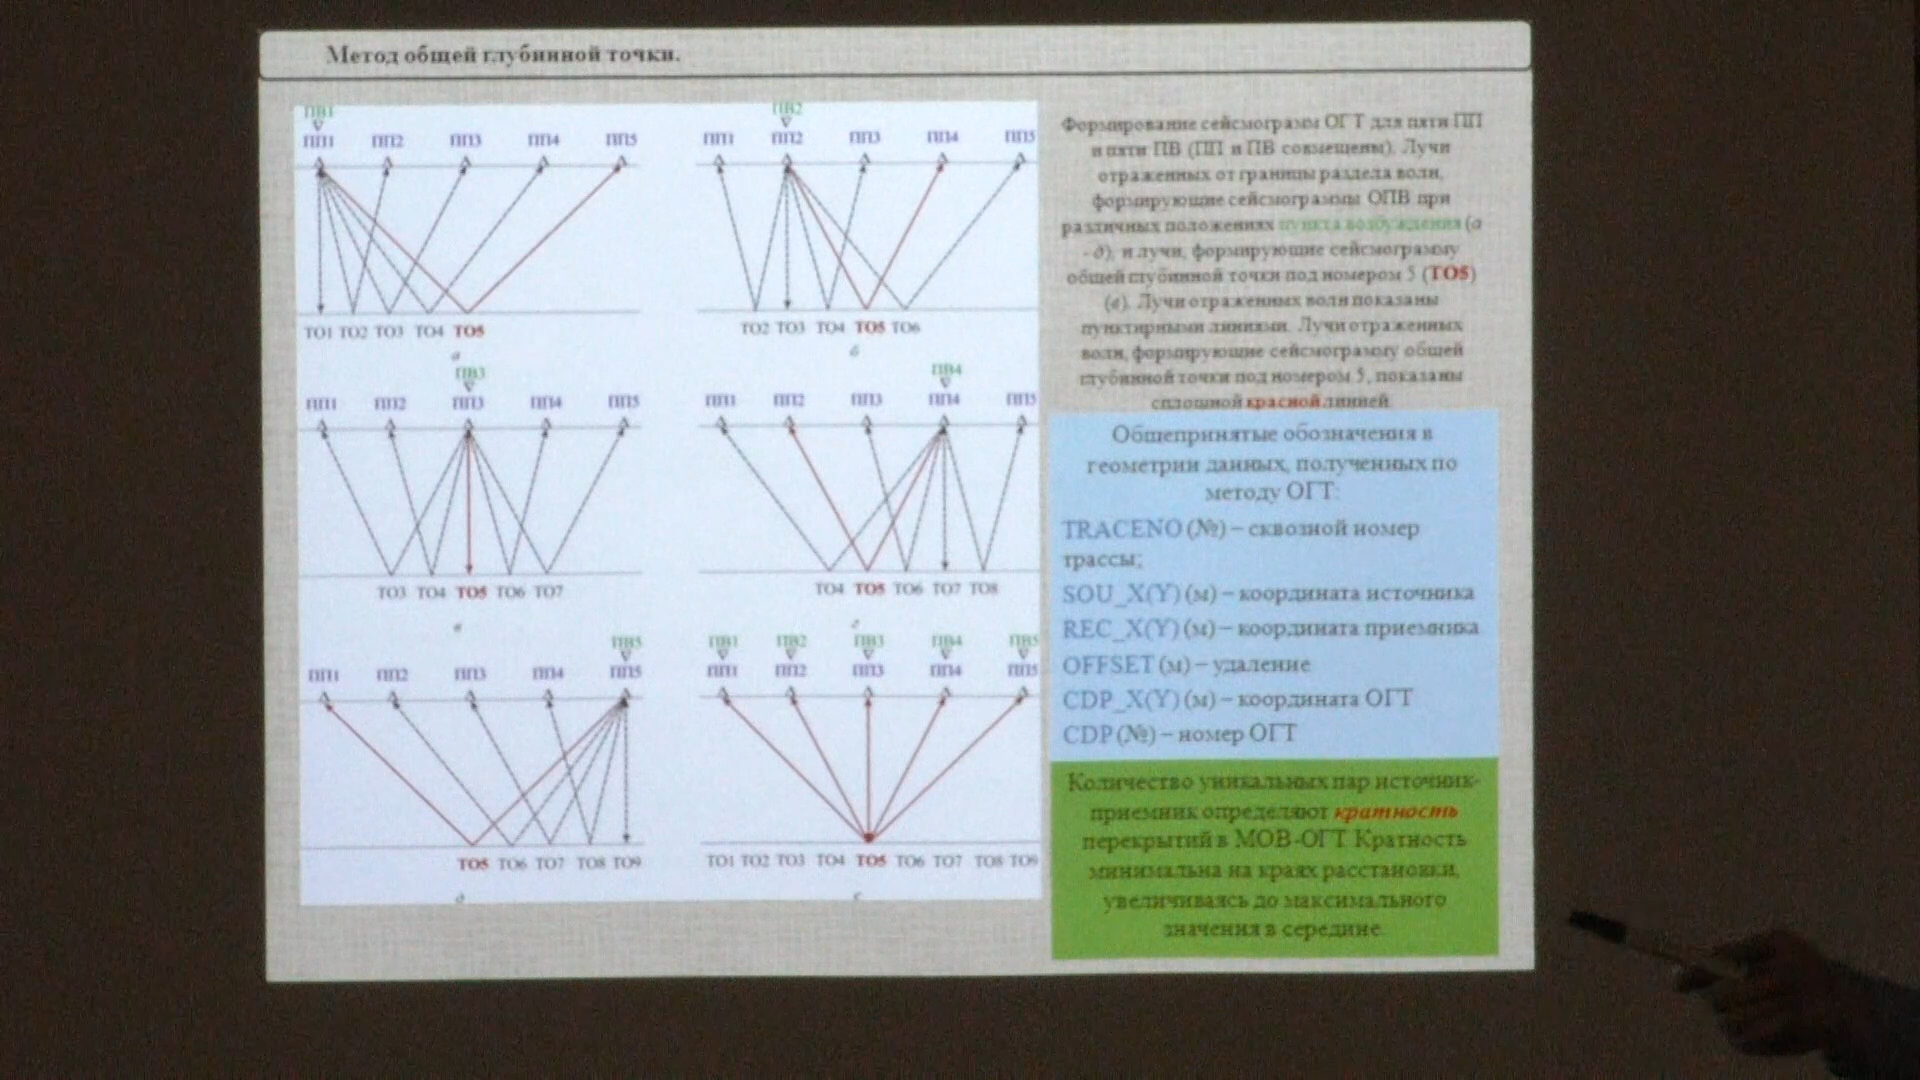 Метод общей глубинной точки.
ПВ1
ПП1 ПП2 ПП3 ПП4 ПП5
ТО1 ТО2 ТО3 ТО4 ТО5
а
ПВ2
ПП1 ПП2 ПП3 ПП4 ПП5
ТО2 ТО3 ТО4 ТО5 ТО6
б
ПВ3
ПП1 ПП2 ПП3 ПП4 ПП5
ТО3 ТО4 ТО5 ТО6 ТО7
в
ПВ4
ПП1 ПП2 ПП3 ПП4 ПП5
ТО4 ТО5 ТО6 ТО7 ТО8
г
ПВ5
ПП1 ПП2 ПП3 ПП4 ПП5
ТО5 ТО6 ТО7 ТО8 ТО9
д
ПВ1 ПВ2 ПВ3 ПВ4 ПВ5
ПП1 ПП2 ПП3 ПП4 ПП5
ТО1 ТО2 ТО3 ТО4 ТО5 ТО6 ТО7 ТО8 ТО9
е
Формирование сейсмограмм ОГТ для пяти ПП
и пяти ПВ (ПП и ПВ совмещены). Лучи
отраженных от границы раздела волн,
формирующие сейсмограммы ОПВ при
различных положениях пункта возбуждения (а
- д), и лучи, формирующие сейсмограмму
общей глубинной точки под номером 5 (ТО5)
(е). Лучи отраженных волн показаны
пунктирными линиями. Лучи отраженных
волн, формирующие сейсмограмму общей
глубинной точки под номером 5, показаны
сплошной красной линией
Общепринятые обозначения в
геометрии данных, полученных по
методу ОГТ:
TRACENO (№) – сквозной номер
трассы;
SOU_X(Y) (м) – координата источника
REC_X(Y) (м) – координата приемника
OFFSET (м) – удаление
CDP_X(Y) (м) – координата ОГТ
CDP (№) – номер ОГТ
Количество уникальных пар источник-
приемник определяют кратность
перекрытий в МОВ-ОГТ Кратность
минимальна на краях расстановки,
увеличиваясь до максимального
значения в середине